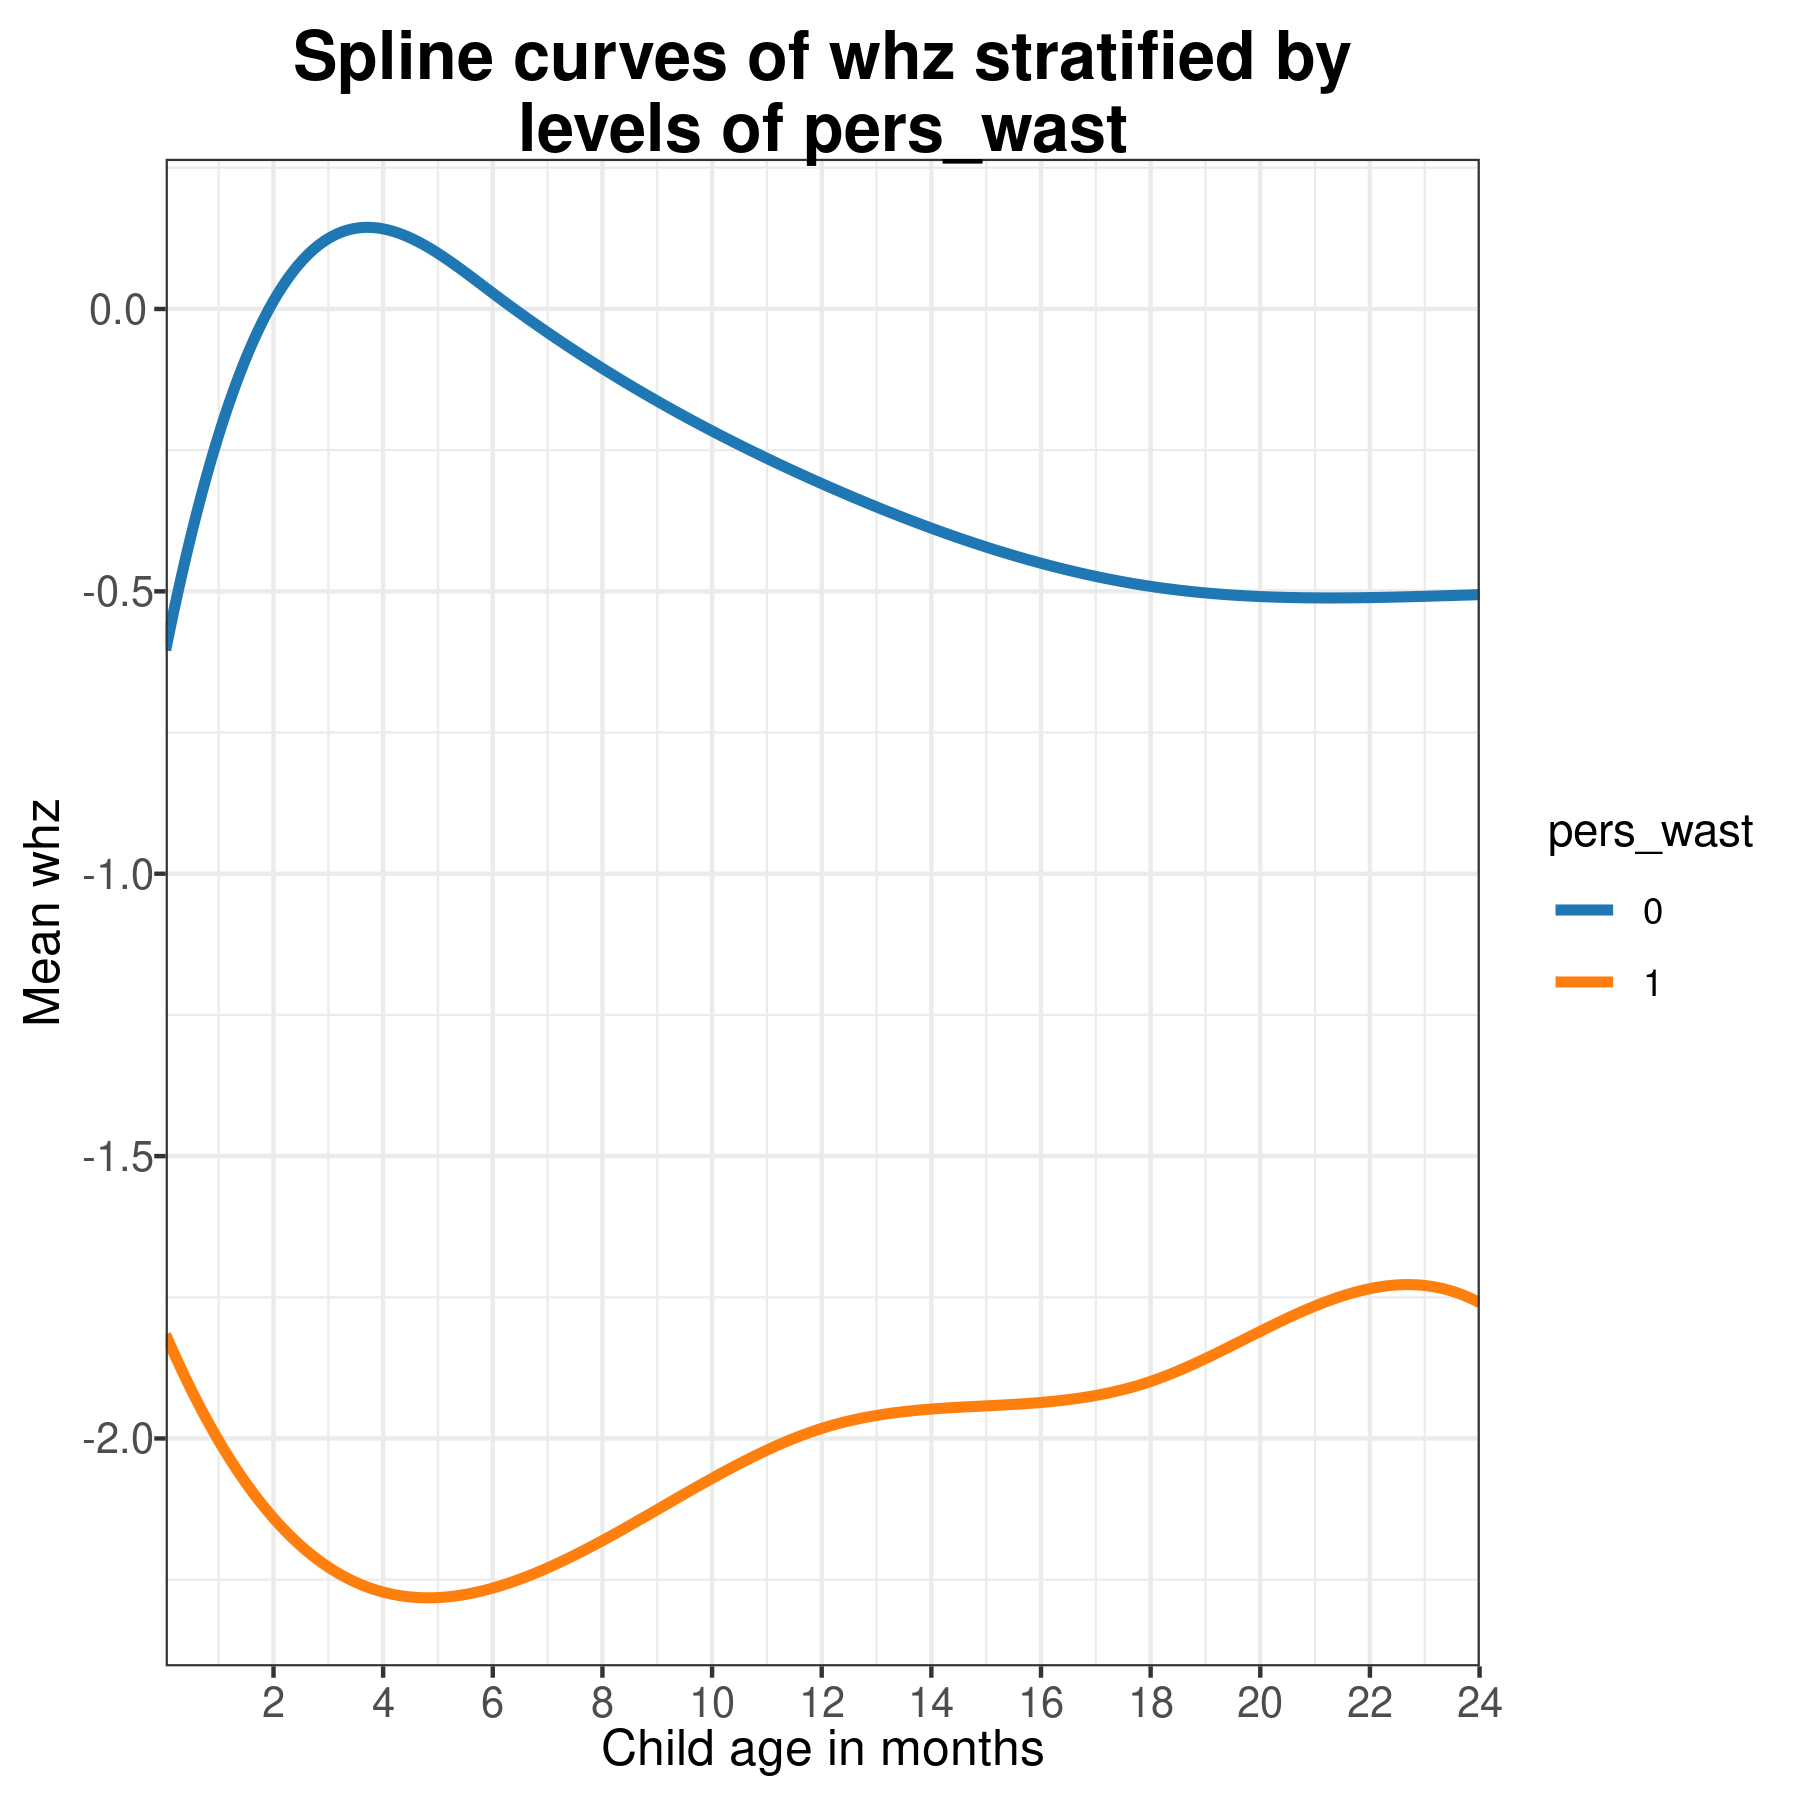 Spline curves of whz stratified by
levels of pers_wast
Mean whz
0.0
-0.5
-1.0
-1.5
-2.0
2 4 6 8 10 12 14 16 18 20 22 24
Child age in months
pers_wast
0
1